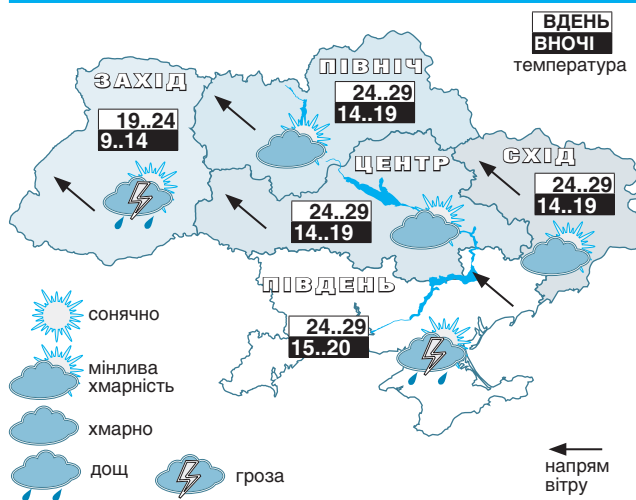 ВДЕНЬ
ВНОЧІ
температура
ЗАХІД
19..24
9..14
ПІВНІЧ
24..29
14..19
ЦЕНТР
24..29
14..19
СХІД
24..29
14..19
ПІВДЕНЬ
24..29
15..20
сонячно
мінлива
хмарність
хмарно
дощ
гроза
напрям
вітру